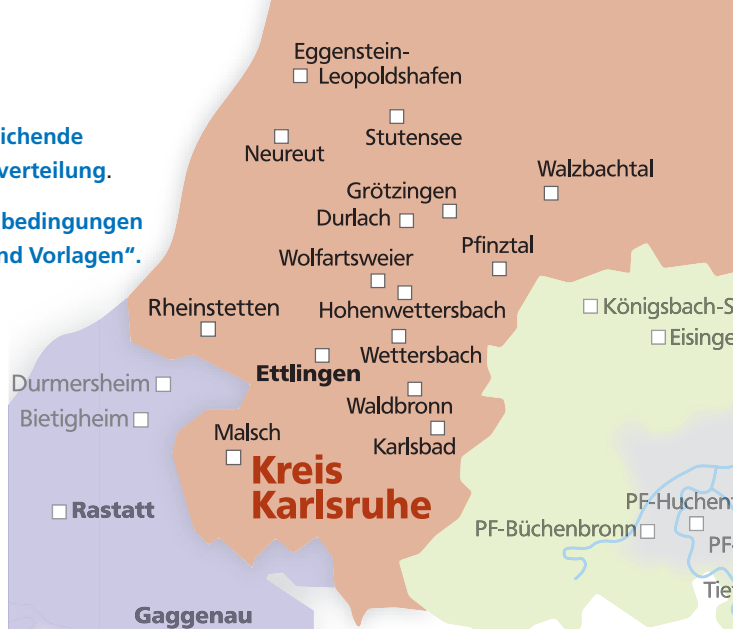 Eggenstein-
Leopoldshafen
ichende
verteilung.
Stutensee
Neureut
Walzbachtal
Grötzingen
Durlach
bedingungen
nd Vorlagen“.
Pfinztal
Wolfartsweier
Rheinstetten
Hohenwettersbach
Königsbach-S
Eisinge
Wettersbach
Ettlingen
Durmersheim
Bietigheim
Waldbronn
Malsch
Karlsbad
Kreis
Karlsruhe
Rastatt
PF-Huchen
PF-Büchenbronn
PF-
Tie
Gaggenau